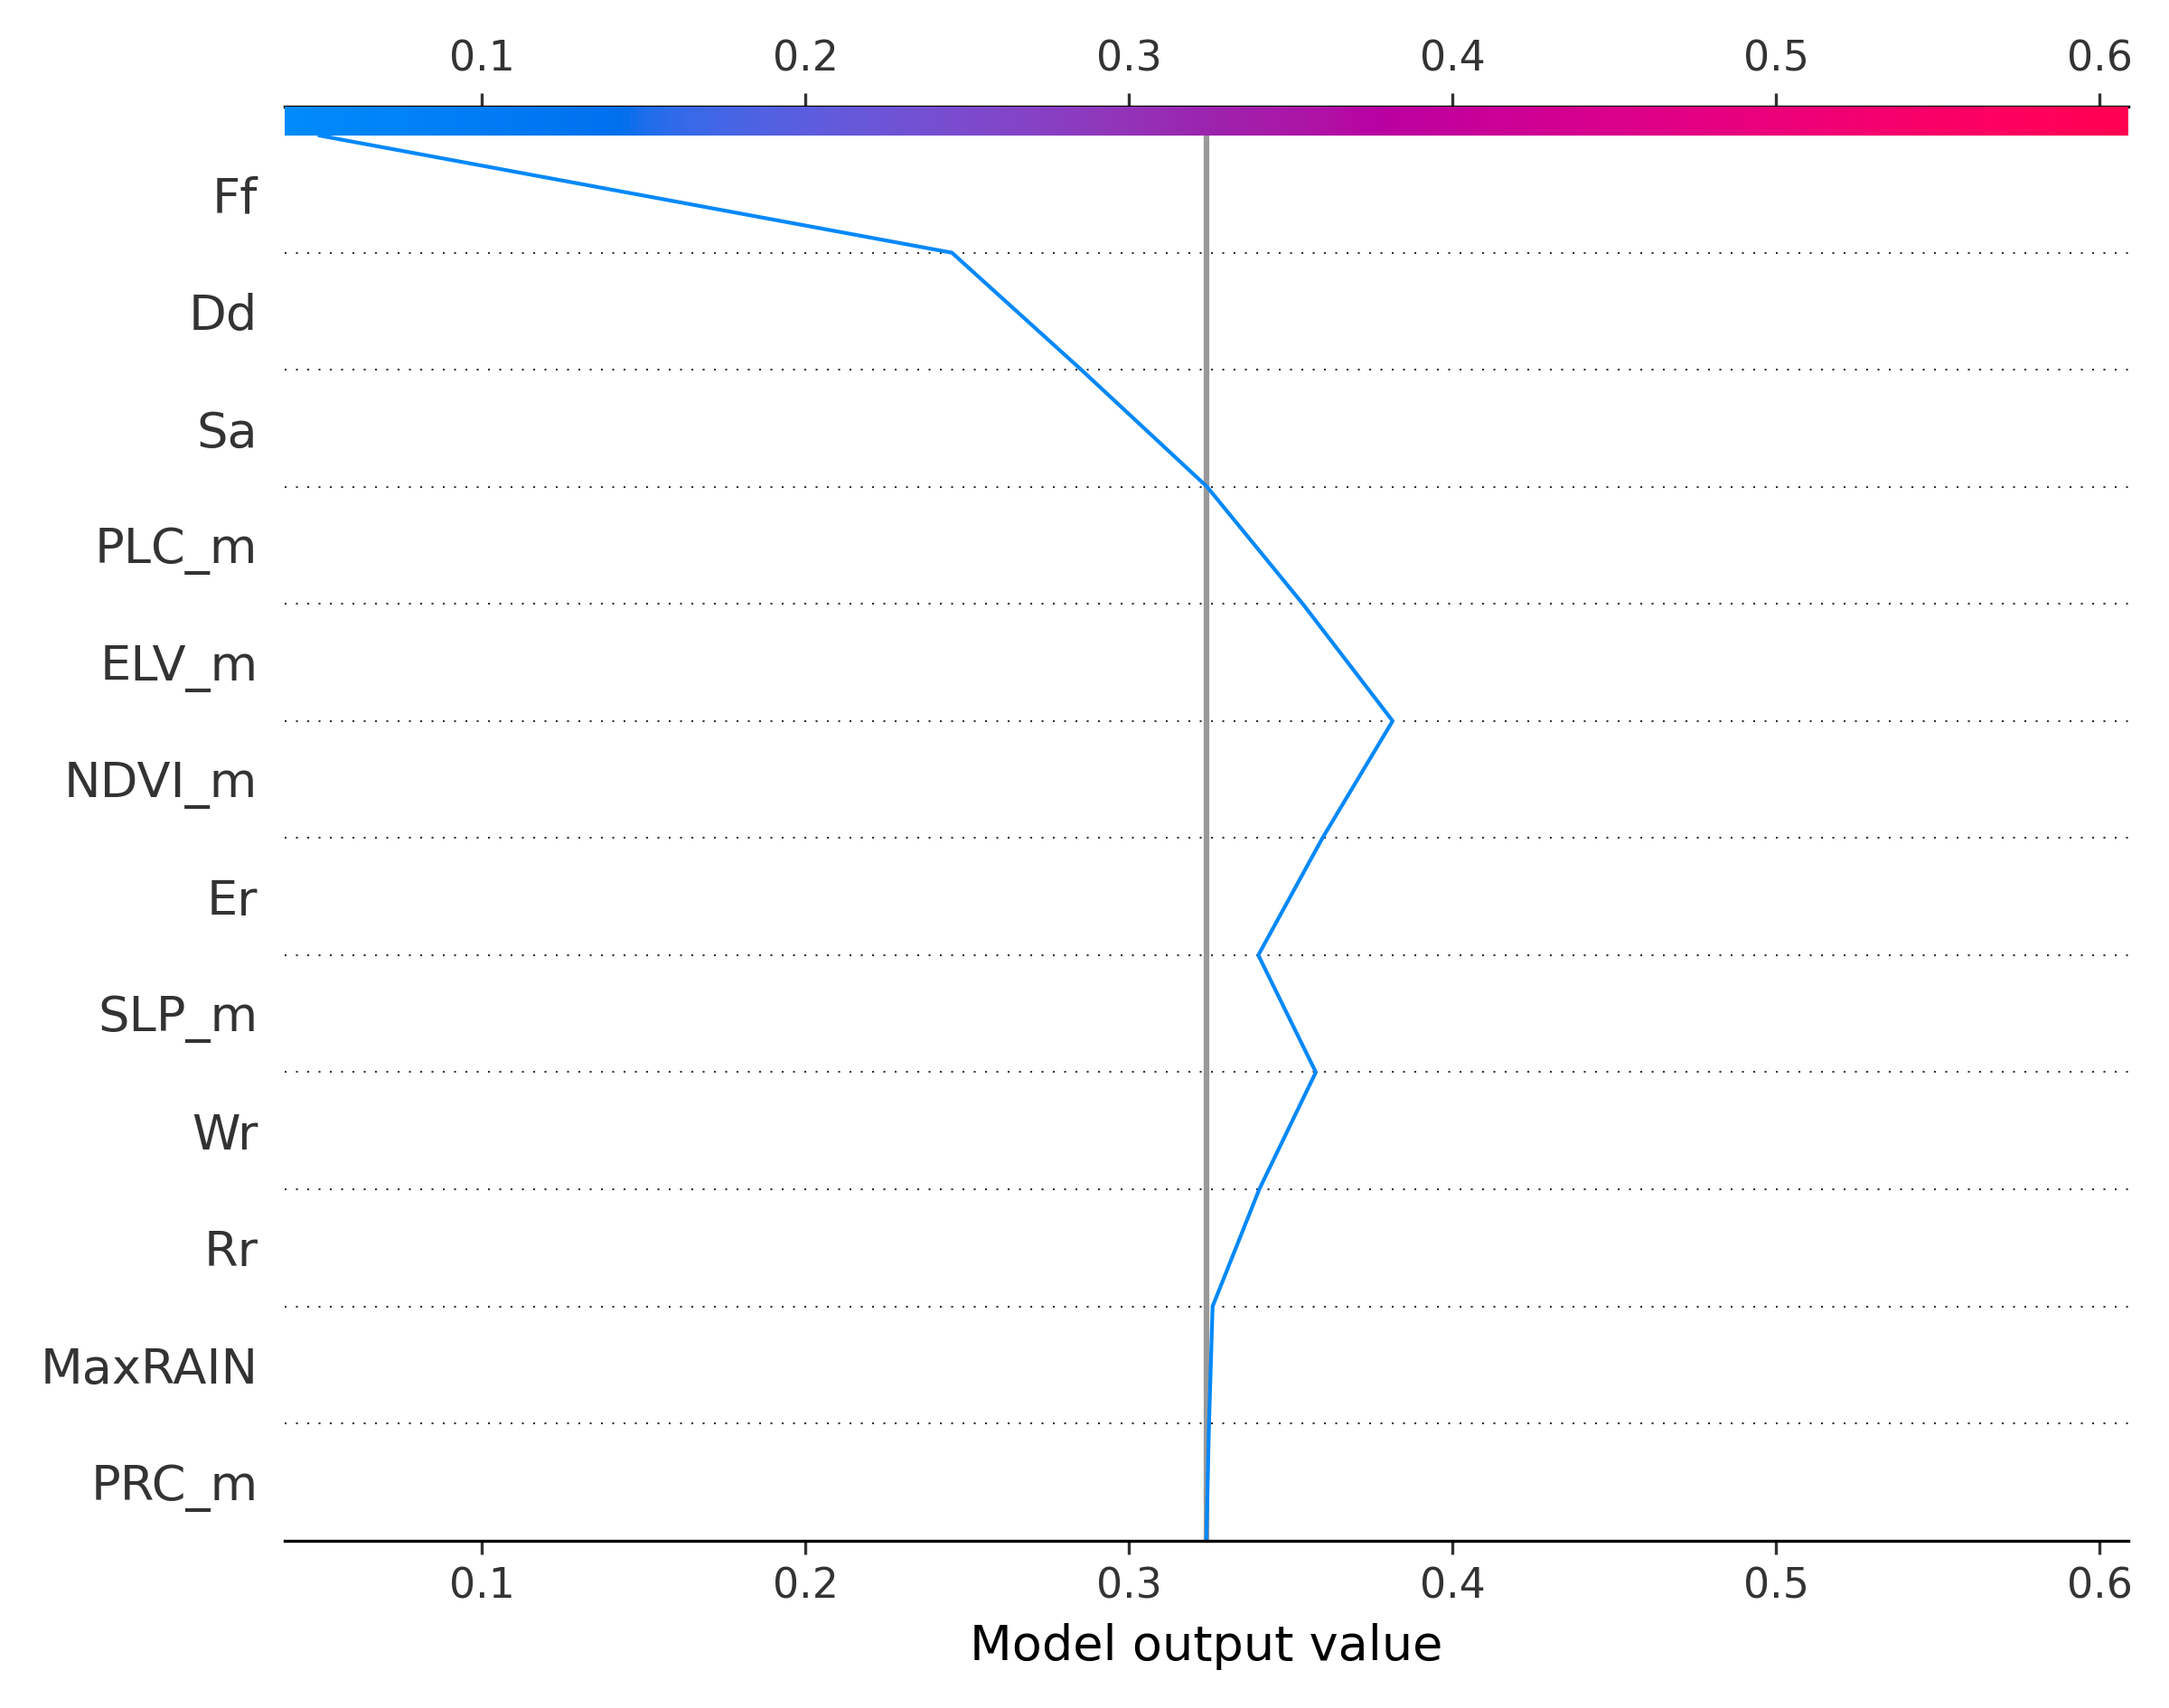 0.1 0.2 0.3 0.4 0.5 0.6
Ff
Dd
Sa
PLC_m
ELV_m
NDVI_m
Er
SLP_m
Wr
Rr
MaxRAIN
PRC_m
0.1 0.2 0.3 0.4 0.5 0.6
Model output value